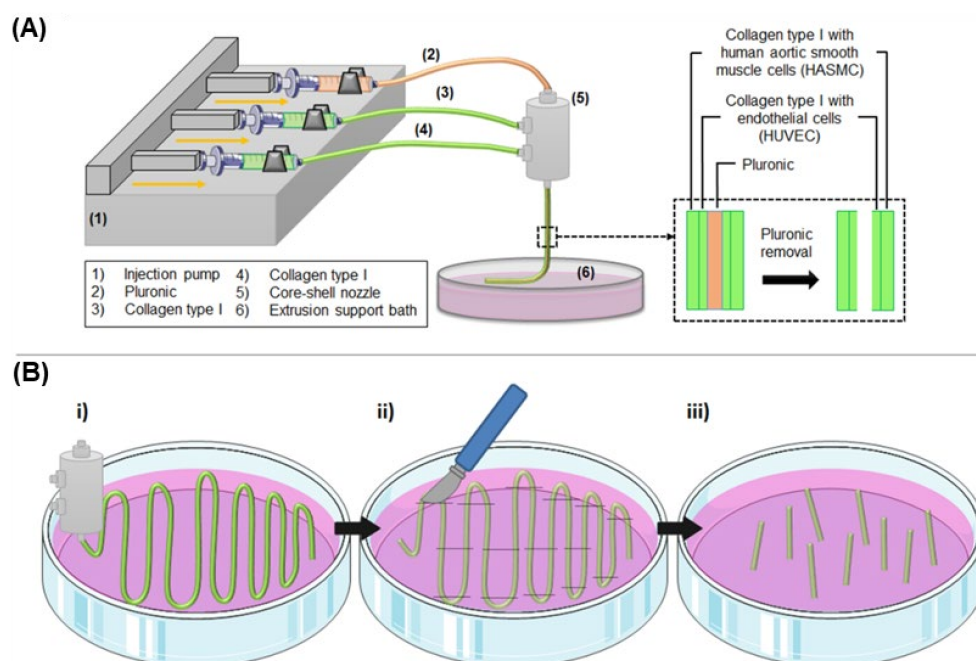 (A)
(2)
(3)
(4)
(5)
(1)
(6)
Collagen type I with
human aortic smooth
muscle cells (HASMC)
Collagen type I with
endothelial cells
(HUVEC)
Pluronic
Pluronic
removal
1) Injection pump 4) Collagen type I
2) Pluronic 5) Core-shell nozzle
3) Collagen type I 6) Extrusion support bath
(B)
i) ii) iii)